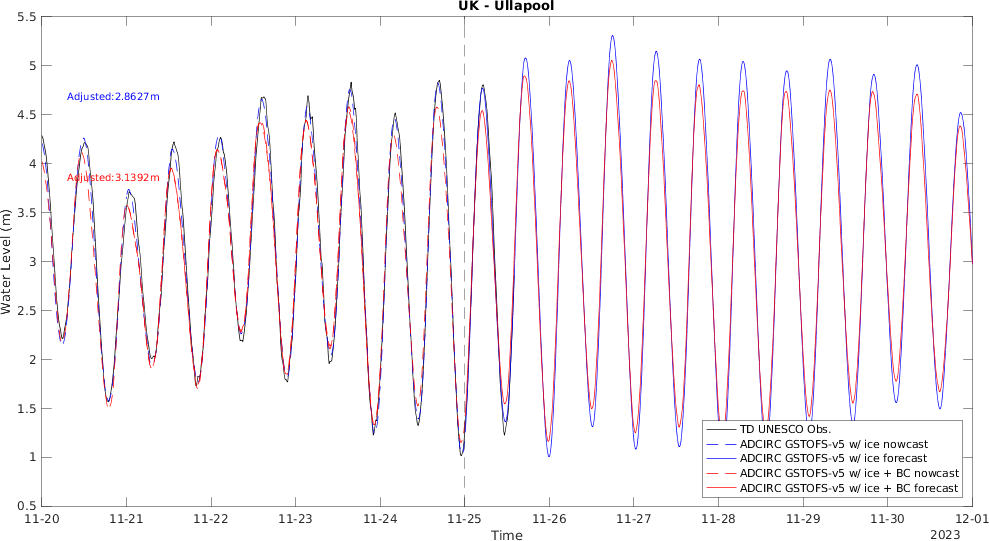 UK - Ullapool
5.5
5
4.5
4
3.5
3
2.5
2
1.5
1
0.5
Water Level (m)
Adjusted:2.8627m
Adjusted:3.1392m
TD UNESCO Obs.
ADCIRC GSTOFS-v5 w/ ice nowcast
ADCIRC GSTOFS-v5 w/ ice forecast
ADCIRC GSTOFS-v5 w/ ice + BC nowcast
ADCIRC GSTOFS-v5 w/ ice + BC forecast
11-20 11-21 11-22 11-23 11-24 11-25 11-26 11-27 11-28 11-29 11-30 12-01
Time
2023